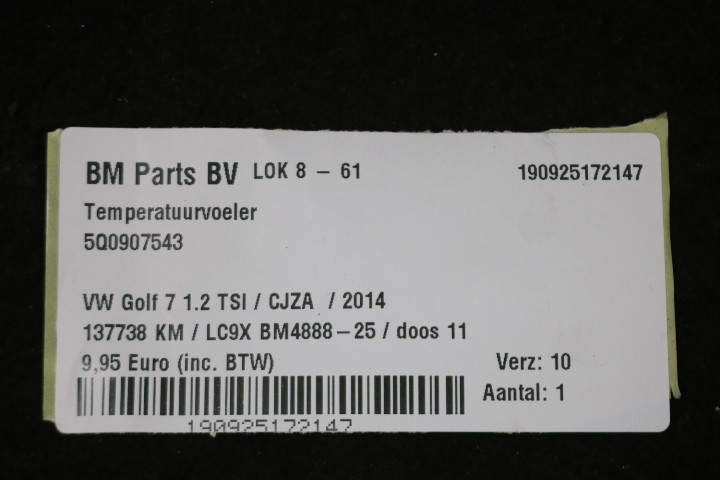 BM Parts BV LOK 8 - 61 190925172147
Temperatuurvoeler
5Q0907543
VW Golf 7 1.2 TSI / CJZA / 2014
137738 KM / LC9X BM4888-25 / doos 11
9,95 Euro (inc. BTW) Verz: 10
Aantal: 1
190925172147